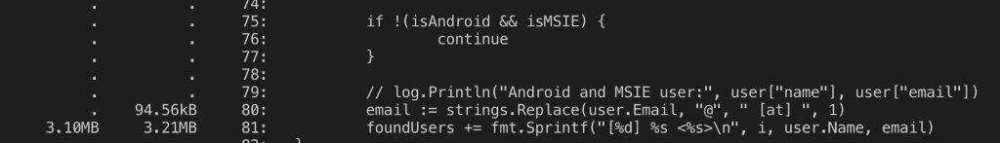 .          .     74:
.          .     75:          if !(isAndroid && isMSIE) {
.          .     76:                  continue
.          .     77:          }
.          .     78:
.          .     79:          // log.Println("Android and MSIE user:", user["name"], user["email"])
.    94.56kB     80:          email := strings.Replace(user.Email, "@", " [at] ", 1)
3.10MB     3.21MB     81:          foundUsers += fmt.Sprintf("[%d] %s <%s>\n", i, user.Name, email)